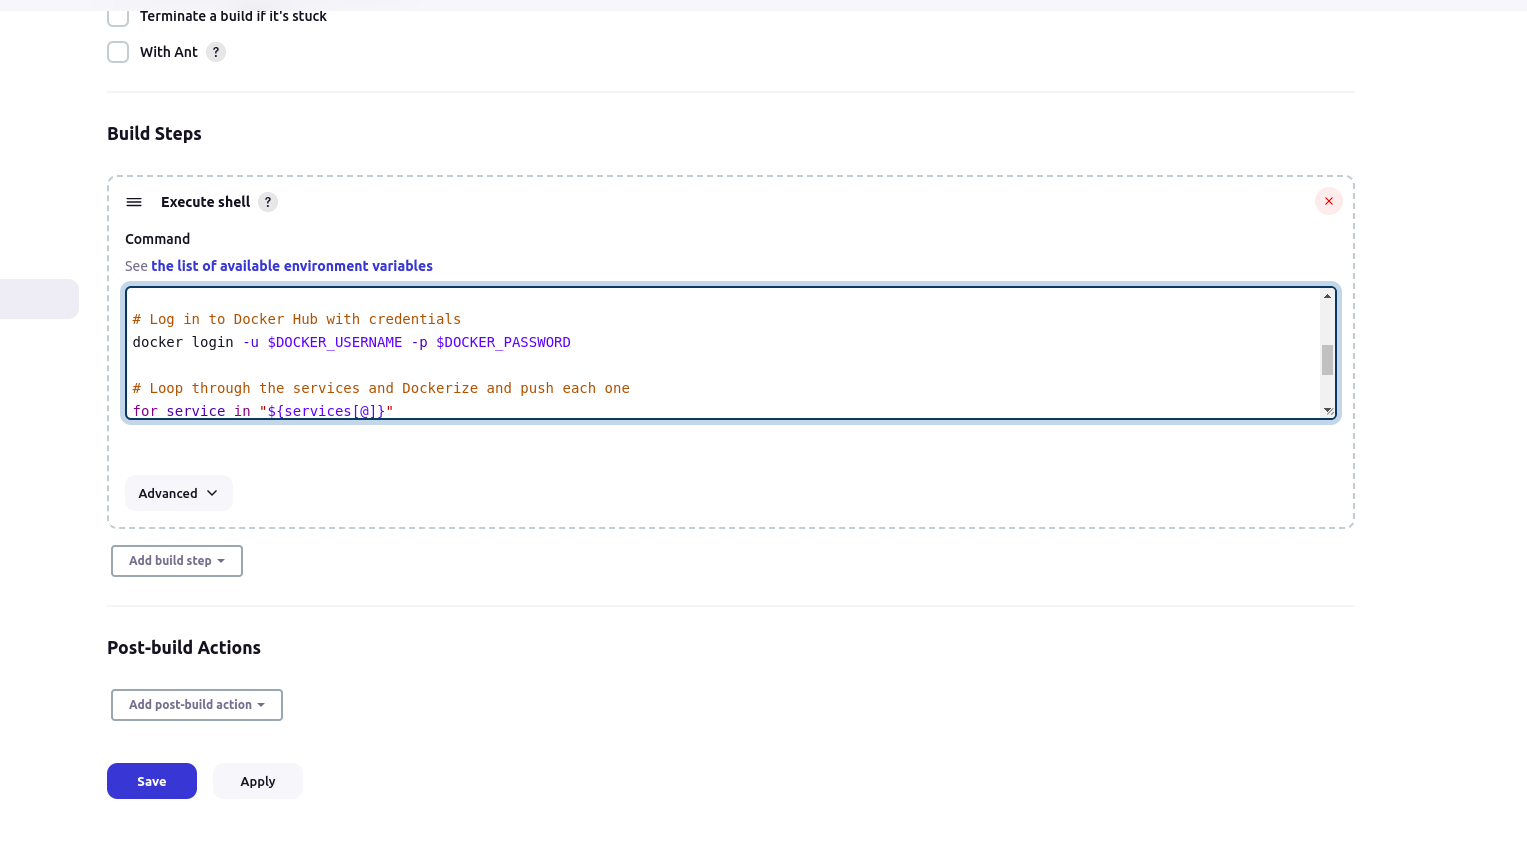 Terminate a build if it's stuck
With Ant ?
Build Steps
Execute shell ?
Command
See the list of available environment variables
# Log in to Docker Hub with credentials
docker login -u $DOCKER_USERNAME -p $DOCKER_PASSWORD
# Loop through the services and Dockerize and push each one
for service in "${services[@]}"
Advanced
Add build step
Post-build Actions
Add post-build action
Save
Apply